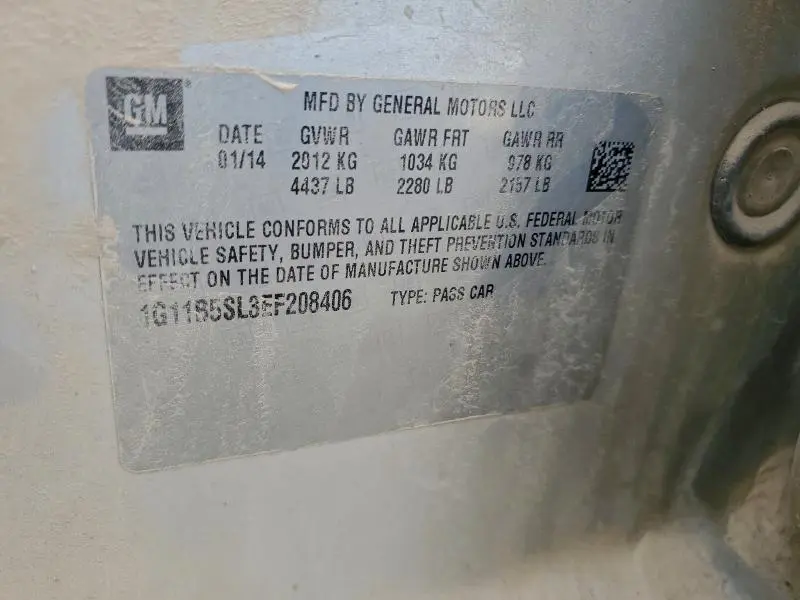 GM
MFD BY GENERAL MOTORS LLC
DATE GVWR GAWR FRT GAWR RR
01/14 2012 KG 1034 KG 978 KG
4437 LB 2280 LB 2157 LB
THIS VEHICLE CONFORMS TO ALL APPLICABLE U.S. FEDERAL MOTOR
VEHICLE SAFETY, BUMPER, AND THEFT PREVENTION STANDARDS IN
EFFECT ON THE DATE OF MANUFACTURE SHOWN ABOVE.
1G11B5SL3EF208406 TYPE: PASS CAR